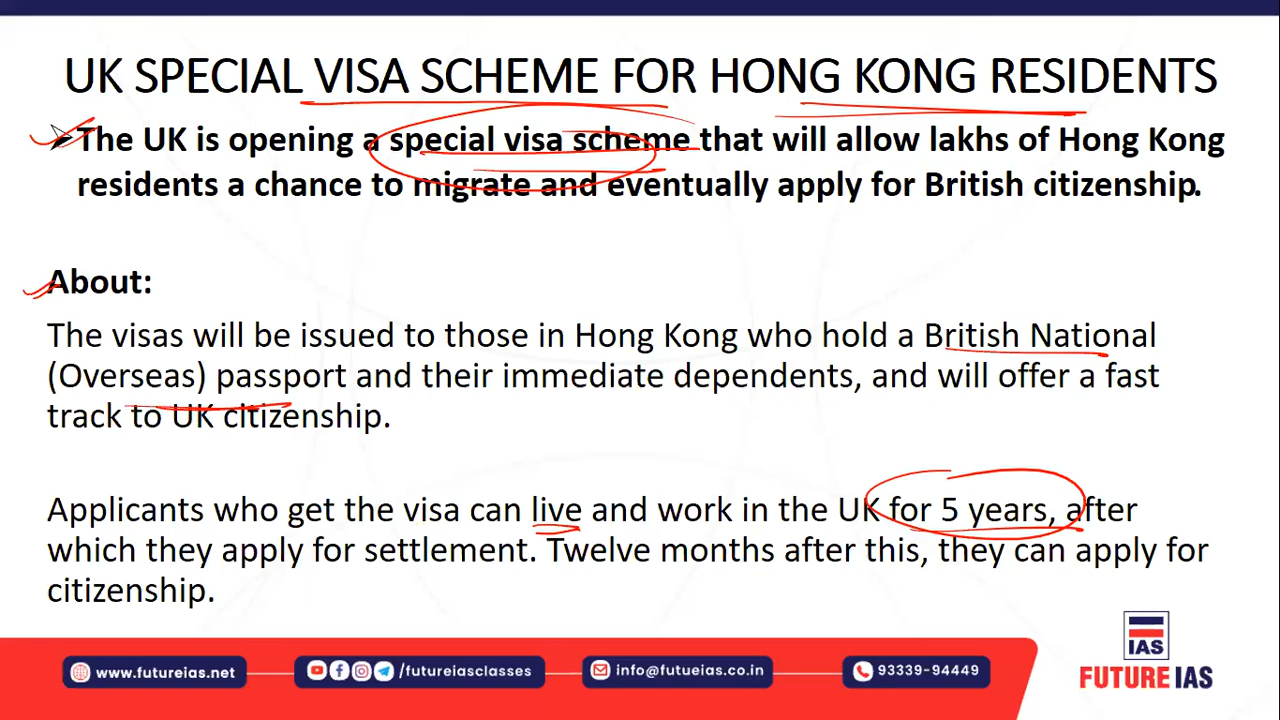 UK SPECIAL VISA SCHEME FOR HONG KONG RESIDENTS
The UK is opening a special visa scheme that will allow lakhs of Hong Kong
residents a chance to migrate and eventually apply for British citizenship.
About:
The visas will be issued to those in Hong Kong who hold a British National
(Overseas) passport and their immediate dependents, and will offer a fast
track to UK citizenship.
Applicants who get the visa can live and work in the UK for 5 years, after
which they apply for settlement. Twelve months after this, they can apply for
citizenship.
IAS
www.futureias.net /futureiasclasses info@futueias.co.in 93339-94449 FUTURE IAS